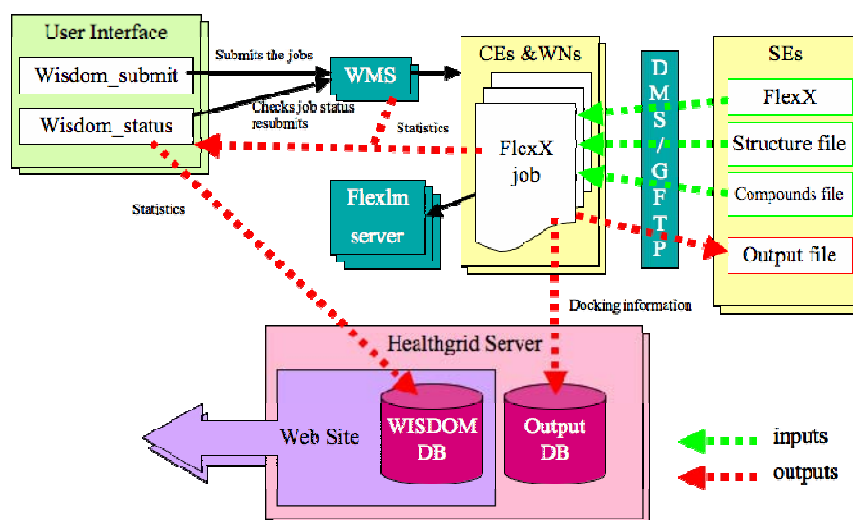 User Interface
Wisdom_submit
Wisdom_status
Submits the jobs
Checks job status
resubmits
WMS
Statistics
Flexlm
server
CEs & WNs
FlexX
job
DMS/GFTP
SEs
FlexX
Structure file
Compounds file
Output file
Statistics
Docking information
Healthgrid Server
Web Site
WISDOM
DB
Output
DB
inputs
outputs